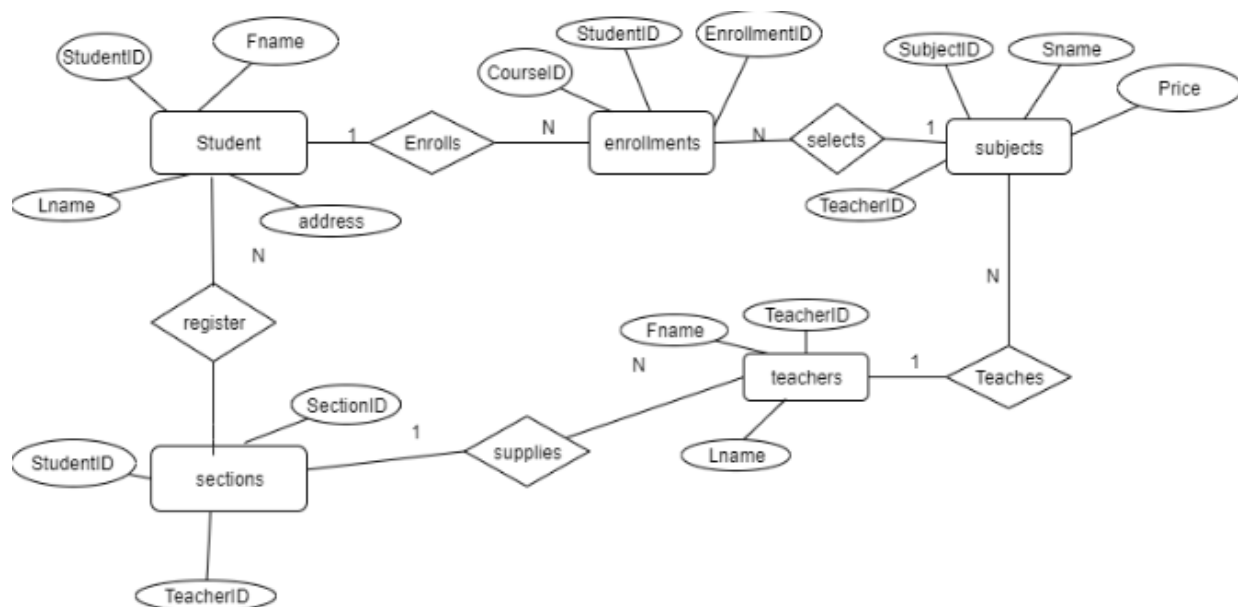 StudentID
Fname
StudentID
EnrollmentID
CourseID
SubjectID
Sname
Price
Student
1
Enrolls
N
enrollments
N
selects
1
subjects
Lname
address
TeacherID
N
N
register
Fname
TeacherID
N
teachers
1
Teaches
SectionID
1
supplies
Lname
StudentID
sections
TeacherID